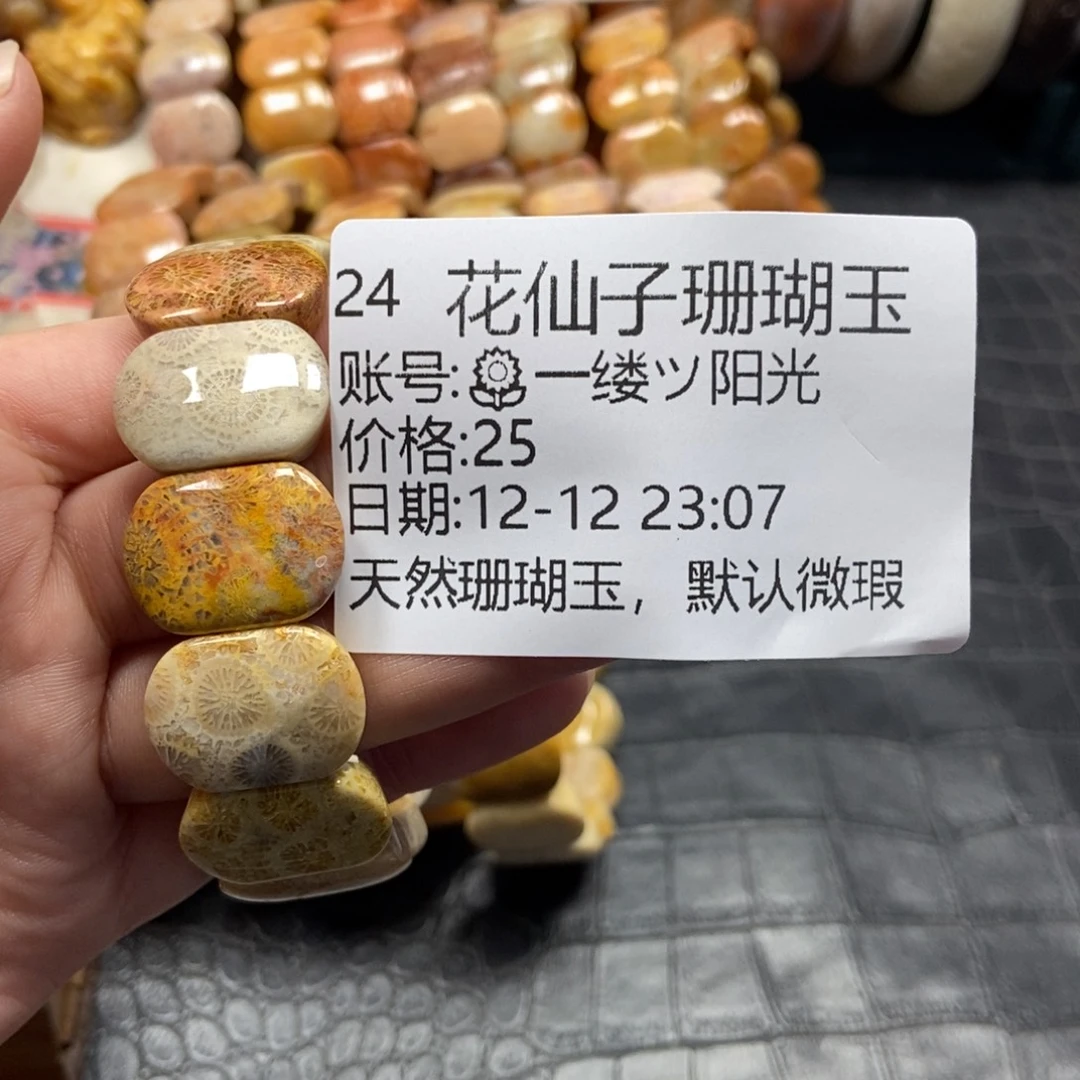 24 花仙子珊瑚玉
账号:🌻一缕ツ阳光
价格:25
日期:12-12 23:07
天然珊瑚玉，默认微瑕